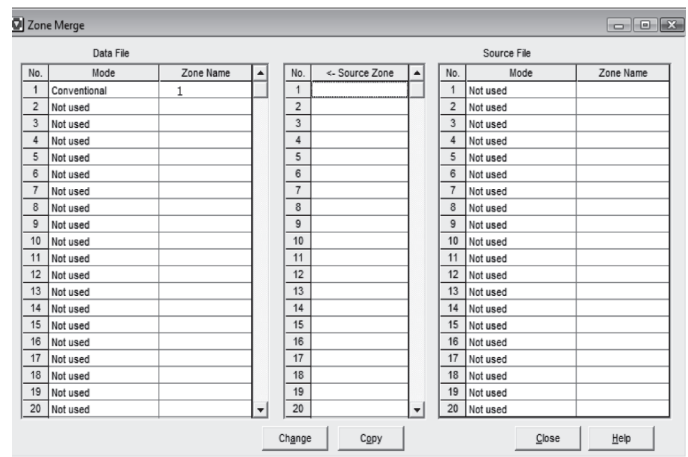 Zone Merge
Data File Source File
No. Mode Zone Name No. <- Source Zone No. Mode Zone Name
1 Conventional 1 1 1 Not used
2 Not used 2 2 Not used
3 Not used 3 3 Not used
4 Not used 4 4 Not used
5 Not used 5 5 Not used
6 Not used 6 6 Not used
7 Not used 7 7 Not used
8 Not used 8 8 Not used
9 Not used 9 9 Not used
10 Not used 10 10 Not used
11 Not used 11 11 Not used
12 Not used 12 12 Not used
13 Not used 13 13 Not used
14 Not used 14 14 Not used
15 Not used 15 15 Not used
16 Not used 16 16 Not used
17 Not used 17 17 Not used
18 Not used 18 18 Not used
19 Not used 19 19 Not used
20 Not used 20 20 Not used
Change Copy Close Help